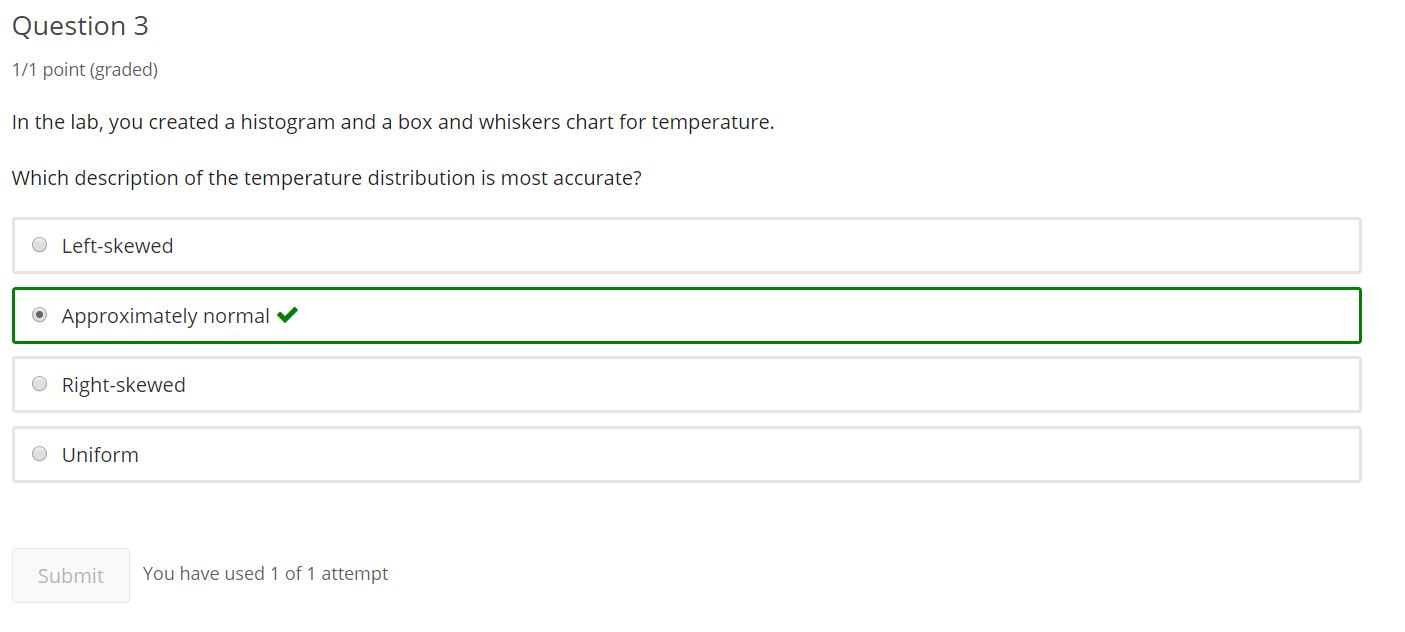 Question 3
1/1 point (graded)
In the lab, you created a histogram and a box and whiskers chart for temperature.
Which description of the temperature distribution is most accurate?
Left-skewed
Approximately normal
Right-skewed
Uniform
Submit You have used 1 of 1 attempt